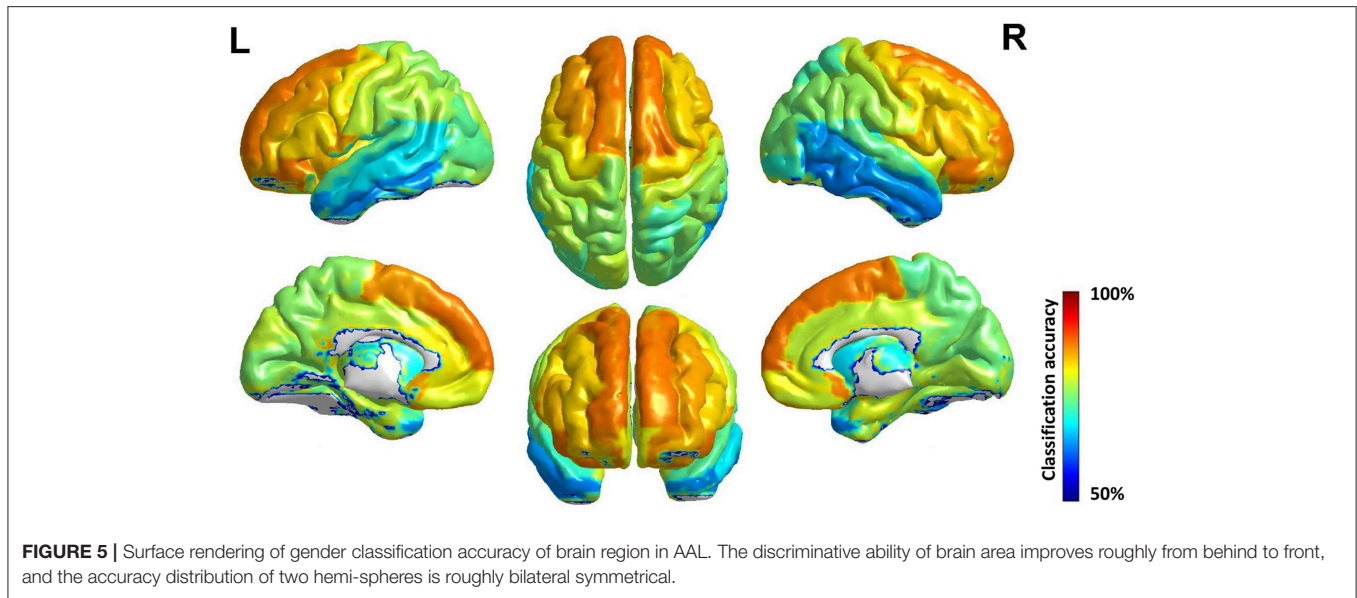 L
R
100%
Classification accuracy
50%
FIGURE 5 | Surface rendering of gender classification accuracy of brain region in AAL. The discriminative ability of brain area improves roughly from behind to front,
and the accuracy distribution of two hemi-spheres is roughly bilateral symmetrical.